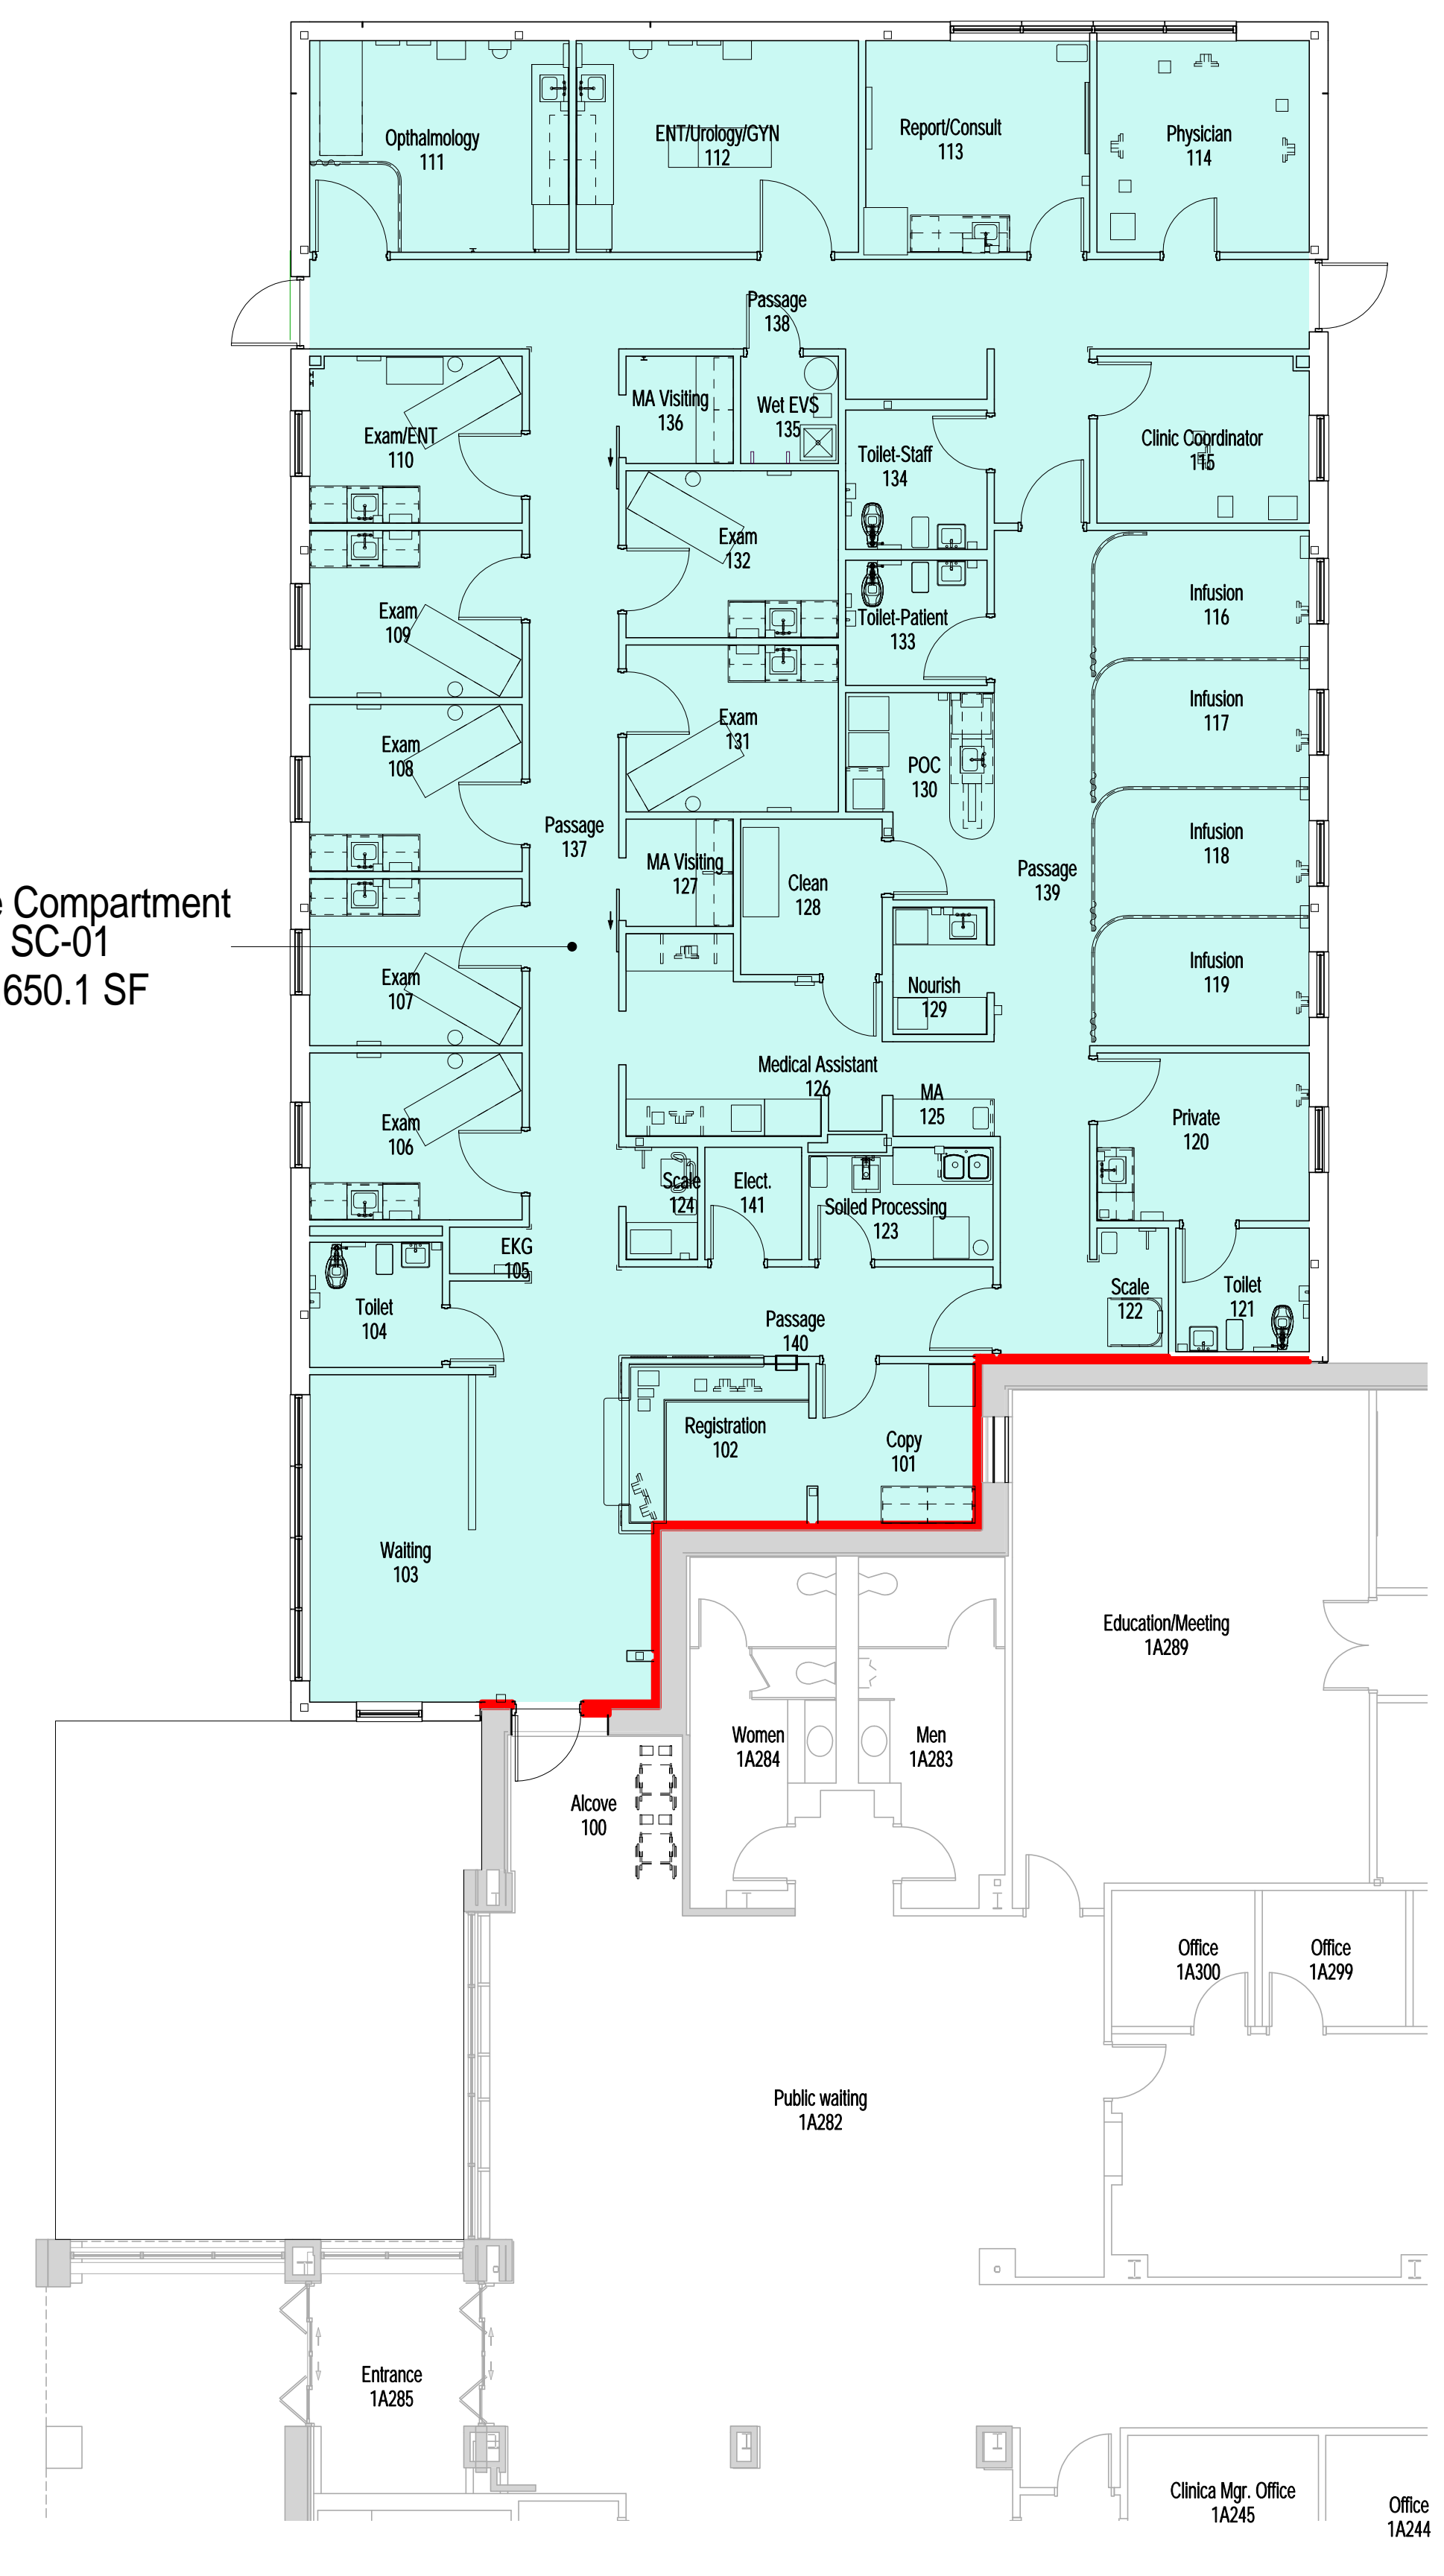 Opthalmology
111
ENT/Urology/GYN
112
Report/Consult
113
Physician
114
Passage
138
Exam/ENT
110
MA Visiting
136
Wet EVS
135
Toilet-Staff
134
Clinic Coordinator
115
Exam
132
Exam
109
Toilet-Patient
133
Infusion
116
Infusion
117
Exam
131
Exam
108
POC
130
Passage
137
Infusion
118
MA Visiting
127
Clean
128
Passage
139
e Compartment
SC-01
650.1 SF
Exam
107
Nourish
129
Infusion
119
Medical Assistant
126
MA
125
Exam
106
Private
120
Scale
124
Elect.
141
Soiled Processing
123
EKG
105
Toilet
104
Passage
140
Scale
122
Toilet
121
Registration
102
Copy
101
Waiting
103
Education/Meeting
1A289
Women
1A284
Men
1A283
Alcove
100
Office
1A300
Office
1A299
Public waiting
1A282
Entrance
1A285
Clinica Mgr. Office
1A245
Office
1A244